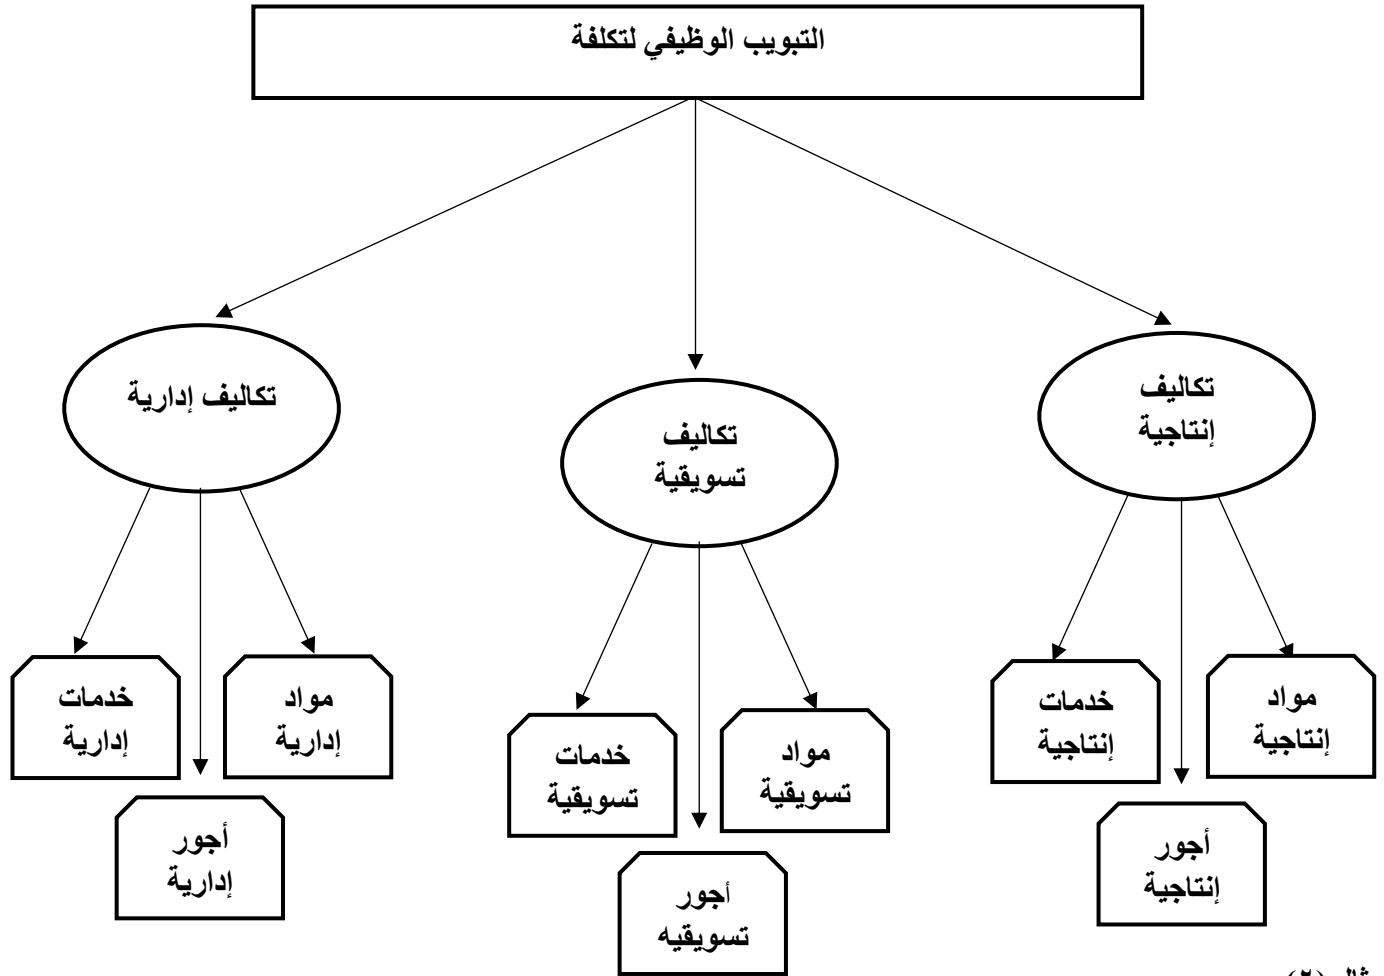 التبويب الوظيفي لتكلفة
تكاليف
إنتاجية
تكاليف
تسويقية
تكاليف إدارية
مواد
إنتاجية
خدمات
إنتاجية
أجور
إنتاجية
مواد
تسويقية
خدمات
تسويقية
أجور
تسويقيه
مواد
إدارية
خدمات
إدارية
أجور
إدارية
(٢)